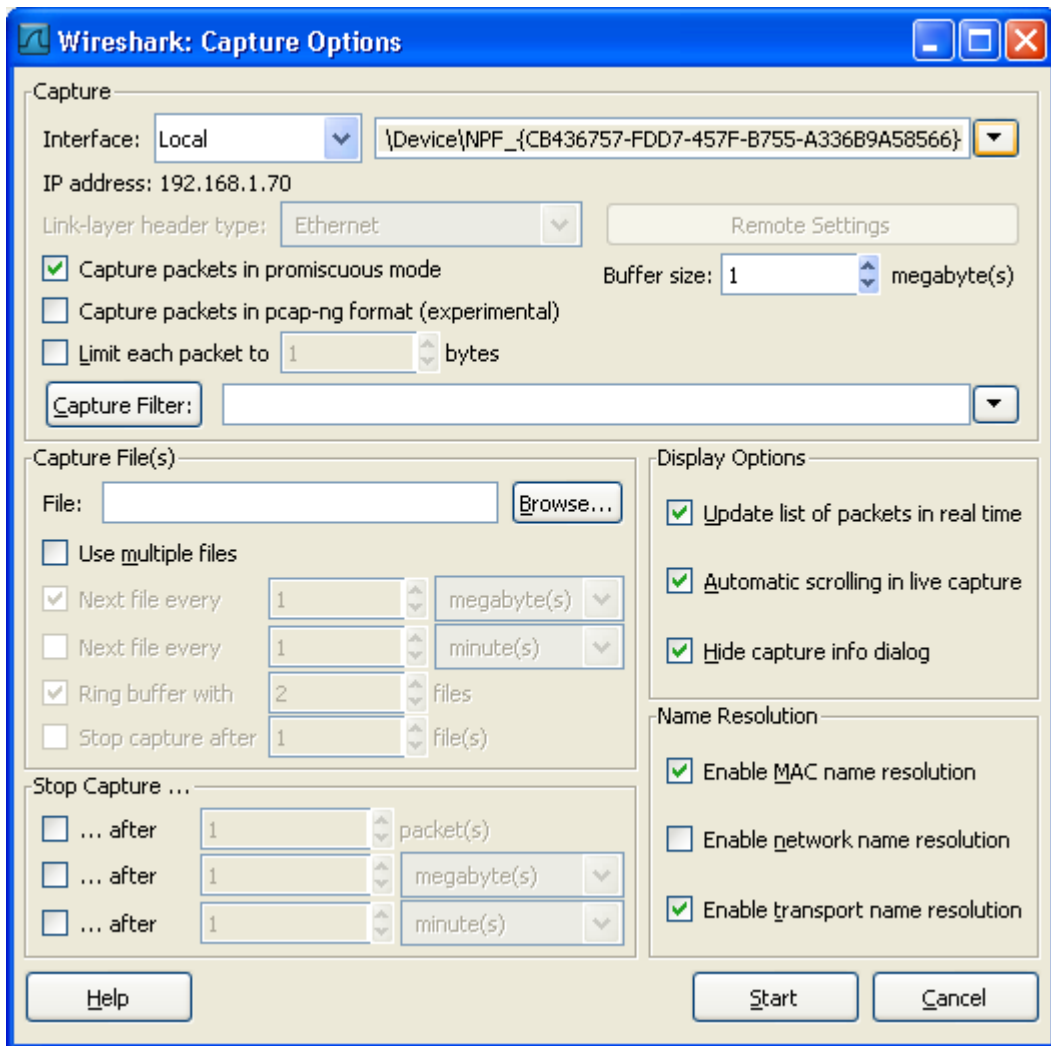 Wireshark: Capture Options
Capture
Interface: Local \Device\NPF_{CB436757-FDD7-457F-B755-A336B9A58566}
IP address: 192.168.1.70
Link-layer header type: Ethernet Remote Settings
Capture packets in promiscuous mode Buffer size: 1 megabyte(s)
Capture packets in pcap-ng format (experimental)
Limit each packet to 1 bytes
Capture Filter:
Capture File(s)
File: Browse...
Use multiple files
Next file every 1 megabyte(s)
Next file every 1 minute(s)
Ring buffer with 2 files
Stop capture after 1 file(s)
Stop Capture ...
... after 1 packet(s)
... after 1 megabyte(s)
... after 1 minute(s)
Display Options
Update list of packets in real time
Automatic scrolling in live capture
Hide capture info dialog
Name Resolution
Enable MAC name resolution
Enable network name resolution
Enable transport name resolution
Help Start Cancel